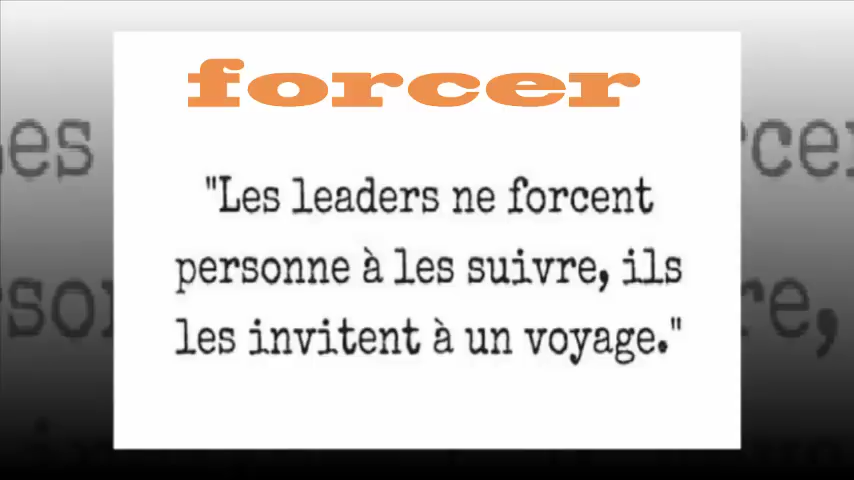 forcer
"Les leaders ne forcent
personne à les suivre, ils
les invitent à un voyage."